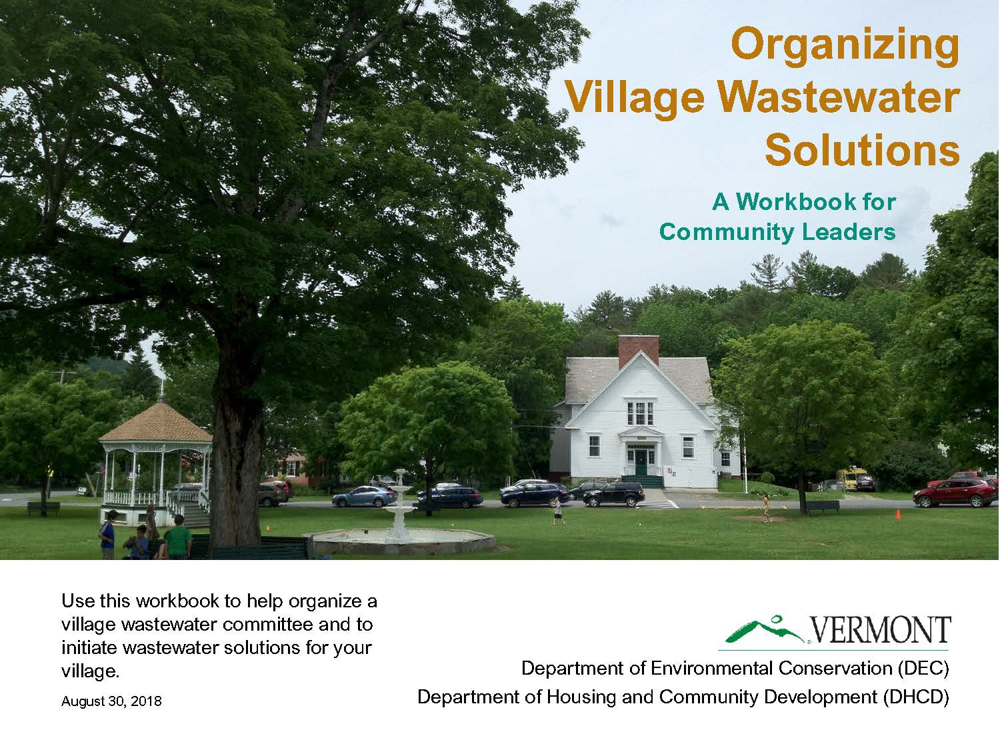 Organizing
Village Wastewater
Solutions
A Workbook for
Community Leaders
Use this workbook to help organize a
village wastewater committee and to
initiate wastewater solutions for your
village.
August 30, 2018
® VERMONT
Department of Environmental Conservation (DEC)
Department of Housing and Community Development (DHCD)